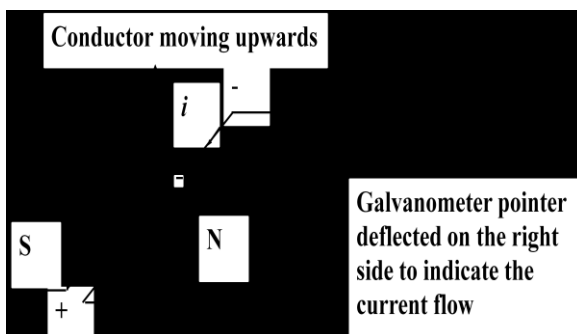 Conductor moving upwards
-
i
-
S
N
+
Galvanometer pointer
deflected on the right
side to indicate the
current flow